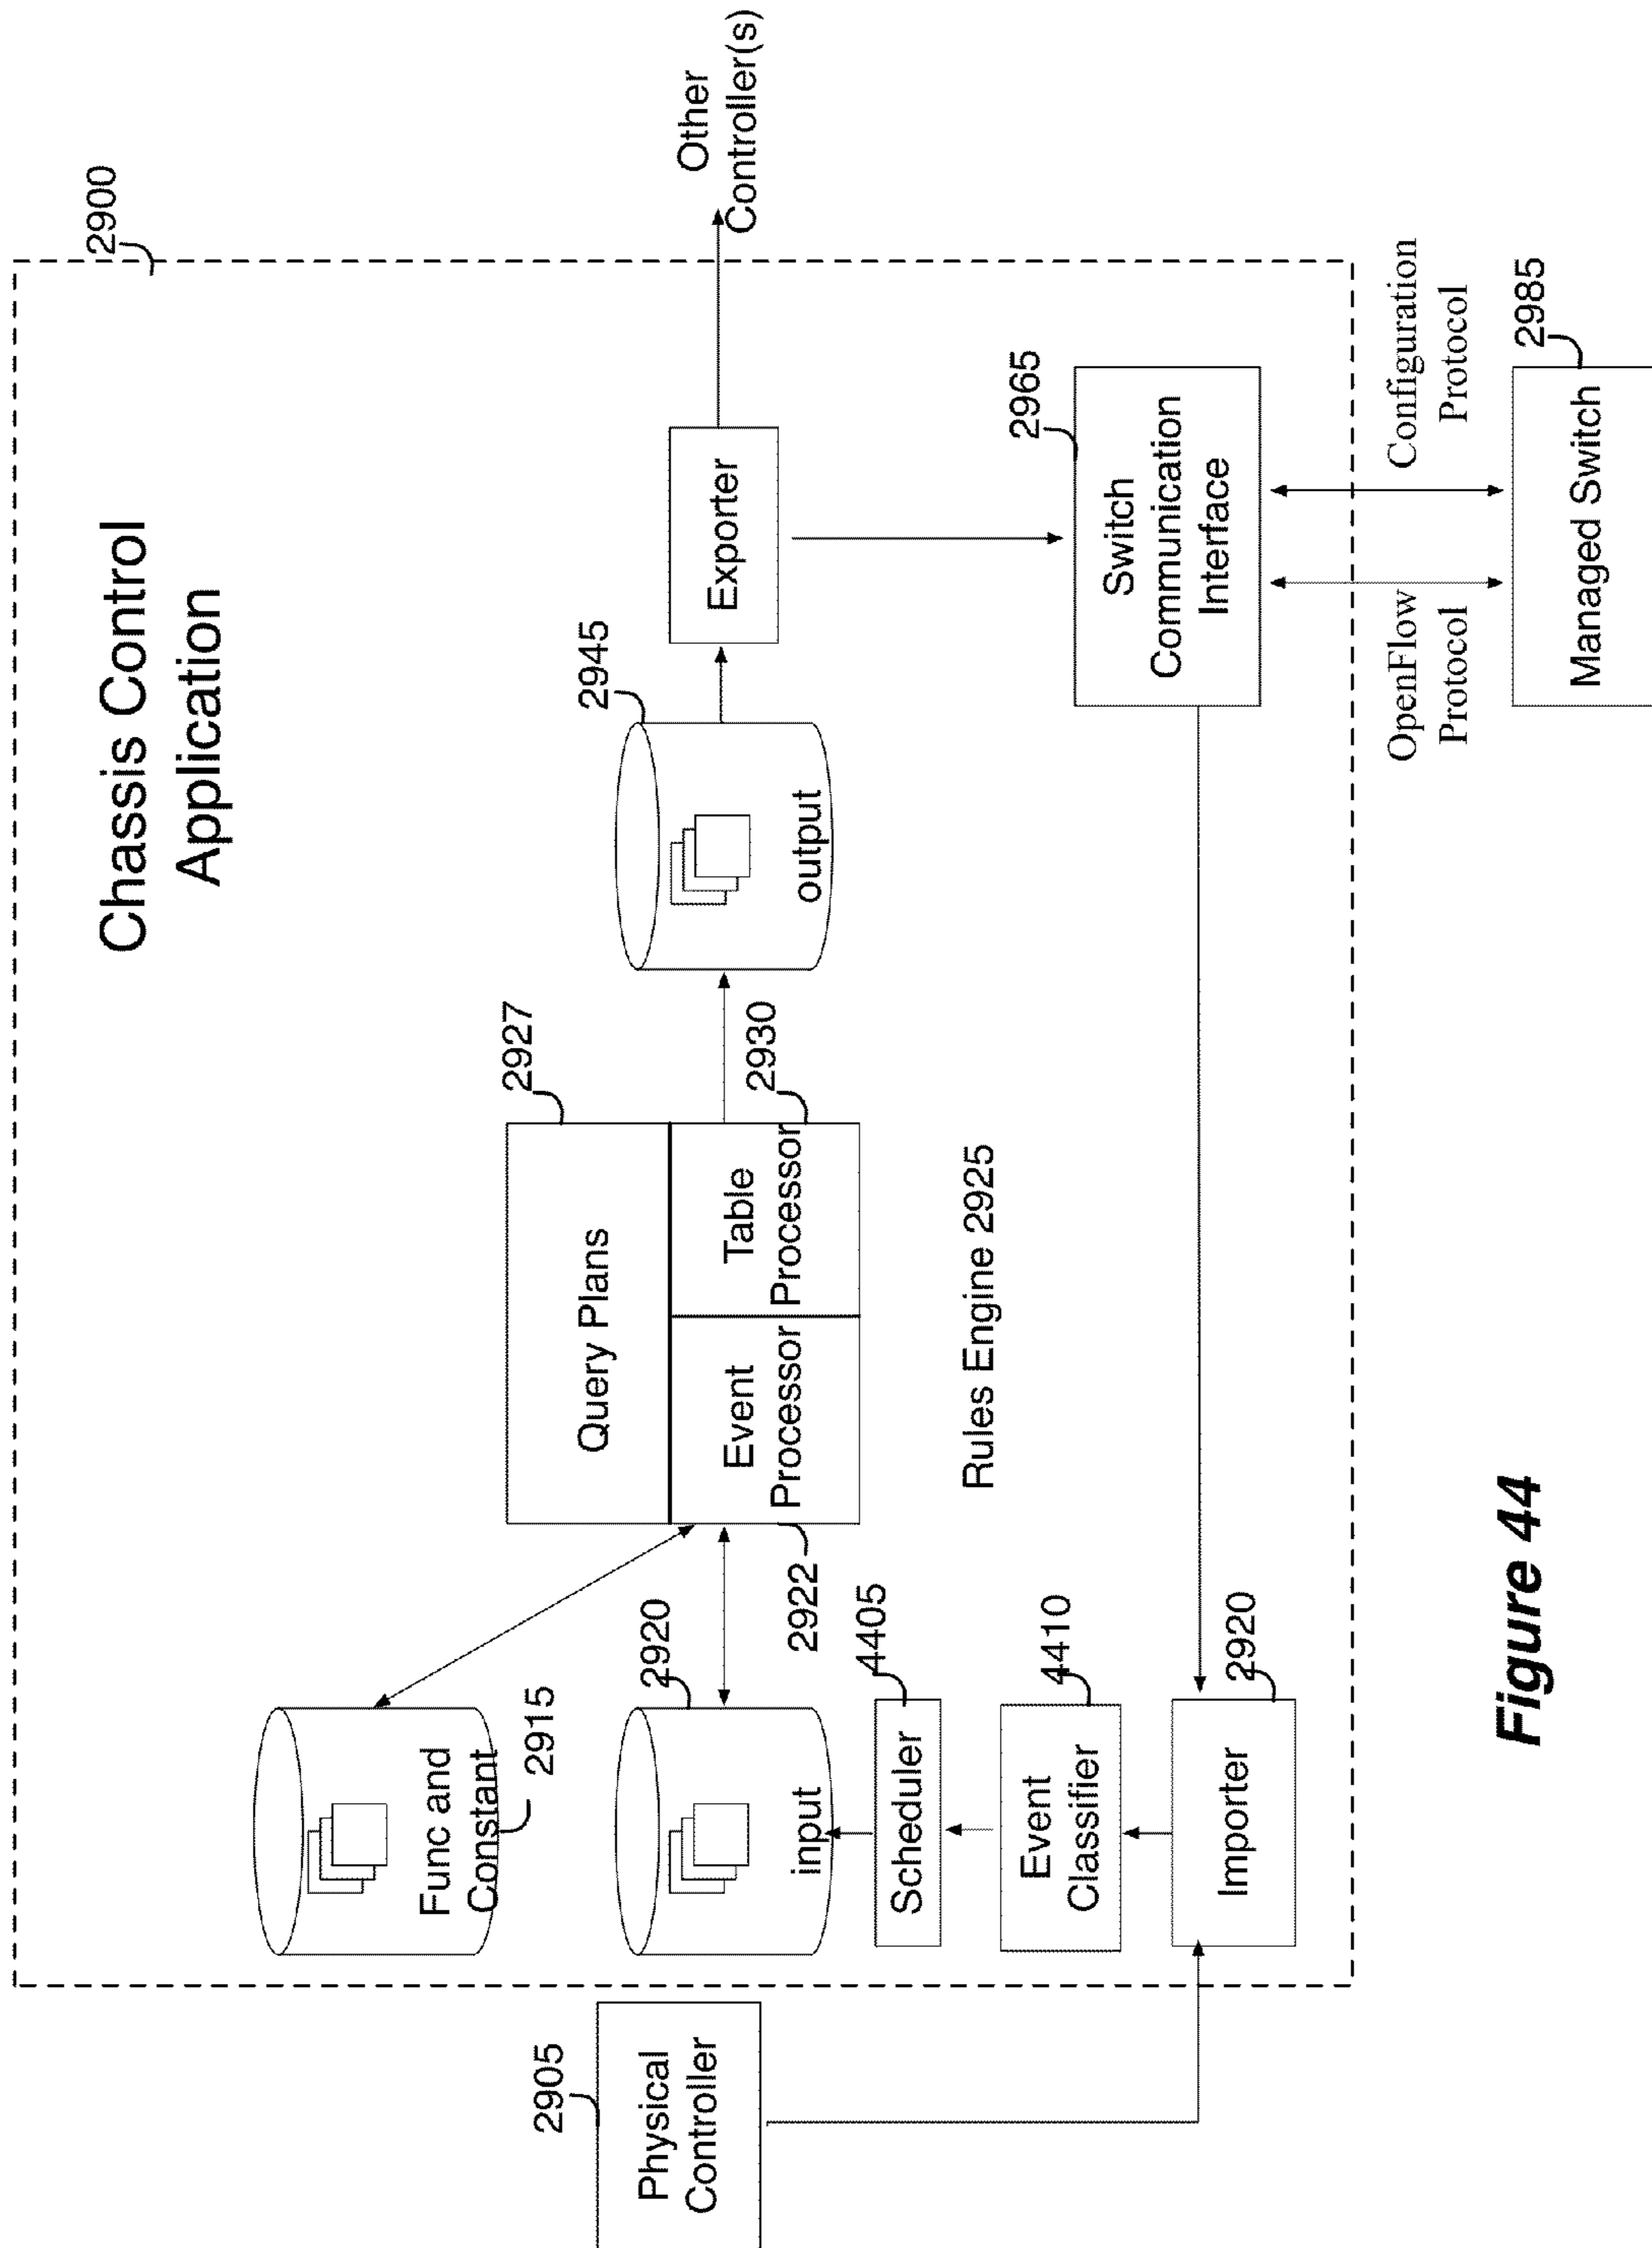 Chassis Control
Application
2900
2905
Physical
Controller
Func and
Constant
2915
2920
input
Scheduler
4405
Event
Classifier
4410
Importer
2920
Query Plans
2927
Event
Processor
2922
Table
Processor
2930
Rules Engine 2925
2945
output
Exporter
Other
Controller(s)
2965
Switch
Communication
Interface
OpenFlow
Protocol
Configuration
Protocol
2985
Managed Switch
Figure 44